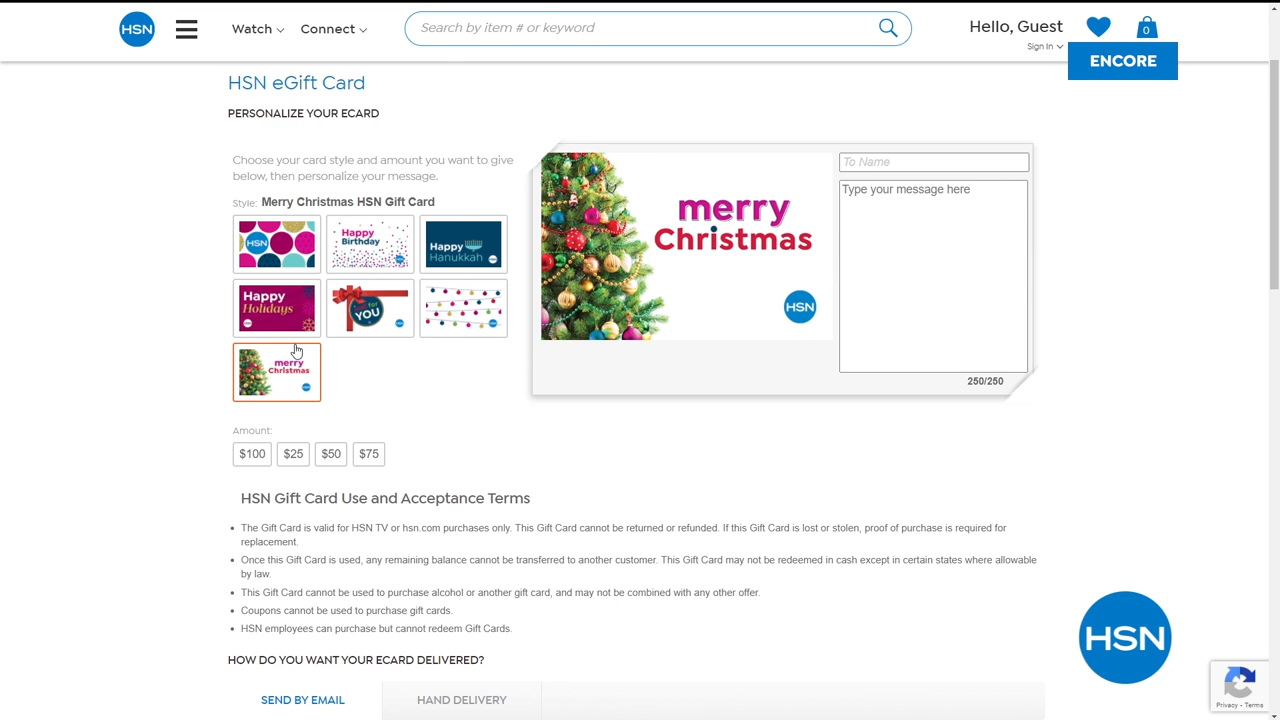 HSN
Watch
Connect
Search by item # or keyword
Hello, Guest
Sign In
0
ENCORE
HSN eGift Card
PERSONALIZE YOUR ECARD
Choose your card style and amount you want to give
below, then personalize your message.
Style: Merry Christmas HSN Gift Card
HSN
Happy
Birthday
Happy
Hanukkah
Happy
Holidays
for
YOU
merry
Christmas
merry
Christmas
HSN
To Name
Type your message here
250/250
Amount:
$100
$25
$50
$75
HSN Gift Card Use and Acceptance Terms
The Gift Card is valid for HSN TV or hsn.com purchases only. This Gift Card cannot be returned or refunded. If this Gift Card is lost or stolen, proof of purchase is required for
replacement.
Once this Gift Card is used, any remaining balance cannot be transferred to another customer. This Gift Card may not be redeemed in cash except in certain states where allowable
by law.
This Gift Card cannot be used to purchase alcohol or another gift card, and may not be combined with any other offer.
Coupons cannot be used to purchase gift cards.
HSN employees can purchase but cannot redeem Gift Cards.
HOW DO YOU WANT YOUR ECARD DELIVERED?
SEND BY EMAIL
HAND DELIVERY
HSN
Privacy - Terms